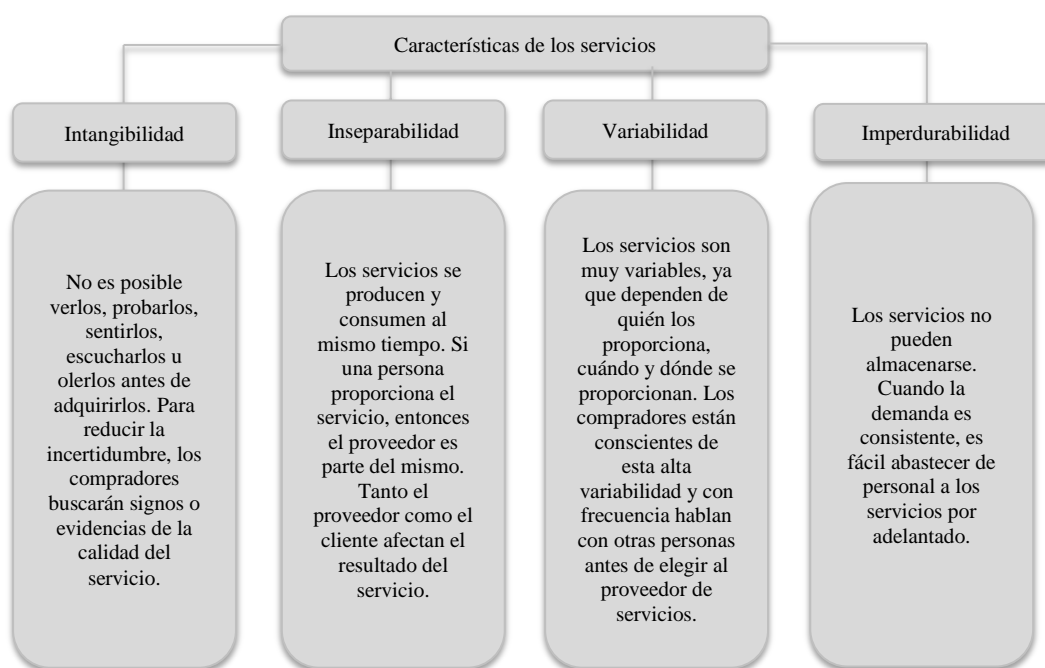 Características de los servicios
Intangibilidad
No es posible
verlos, probarlos,
sentirlos,
escucharlos u
olerlos antes de
adquirirlos. Para
reducir la
incertidumbre, los
compradores
buscarán signos o
evidencias de la
calidad del
servicio.
Inseparabilidad
Los servicios se
producen y
consumen al
mismo tiempo. Si
una persona
proporciona el
servicio, entonces
el proveedor es
parte del mismo.
Tanto el
proveedor como el
cliente afectan el
resultado del
servicio.
Variabilidad
Los servicios son
muy variables, ya
que dependen de
quién los
proporciona,
cuándo y dónde se
proporcionan. Los
compradores están
conscientes de
esta alta
variabilidad y con
frecuencia hablan
con otras personas
antes de elegir al
proveedor de
servicios.
Imperdurabilidad
Los servicios no
pueden
almacenarse.
Cuando la
demanda es
consistente, es
fácil abastecer de
personal a los
servicios por
adelantado.